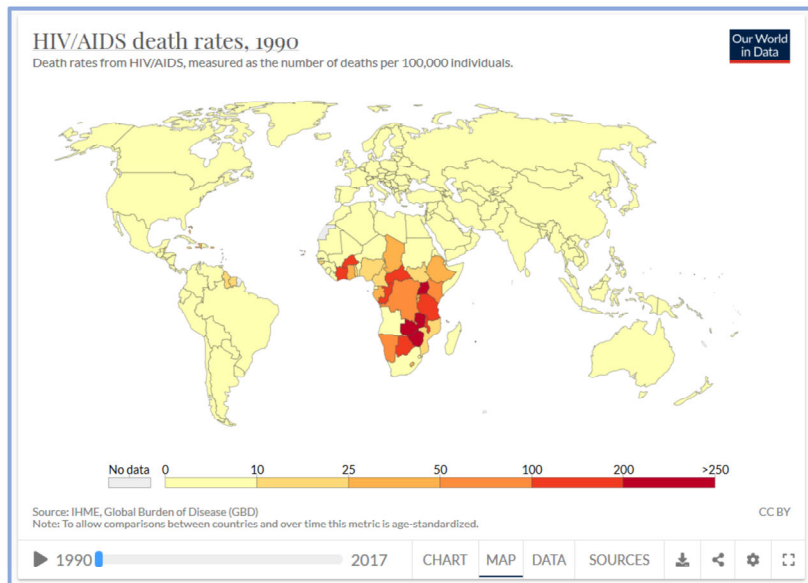 HIV/AIDS death rates, 1990
Death rates from HIV/AIDS, measured as the number of deaths per 100,000 individuals.
Our World
in Data
No data
0
10
25
50
100
200
>250
Source: IHME, Global Burden of Disease (GBD)
CC BY
Note: To allow comparisons between countries and over time this metric is age-standardized.
1990
2017
CHART
MAP
DATA
SOURCES